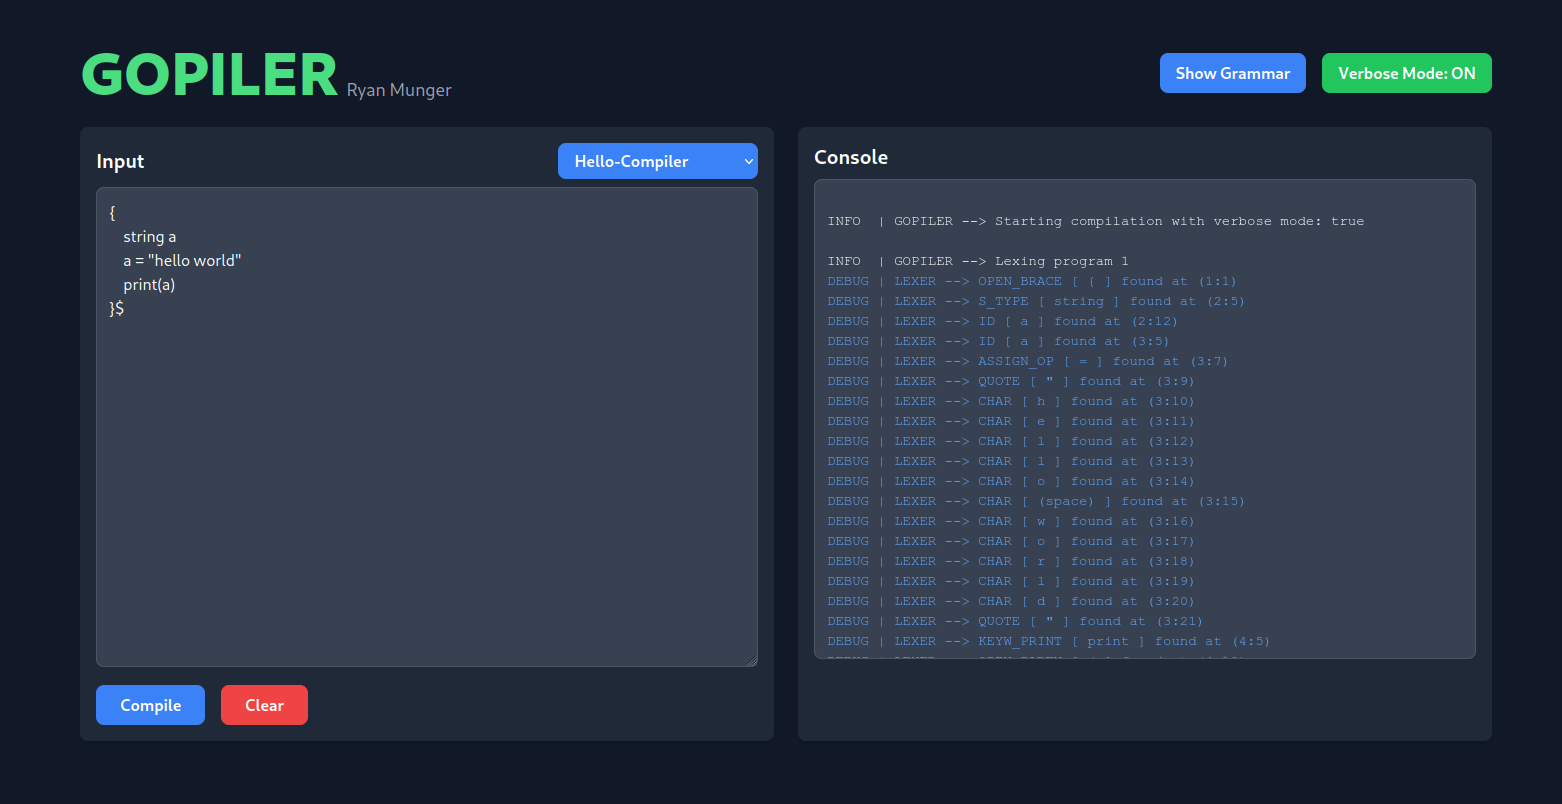 GOPILER Ryan Munger
Show Grammar
Verbose Mode: ON
Input
Hello-Compiler
{
string a
a = "hello world"
print(a)
}$
Compile
Clear
Console
INFO | GOPILER --> Starting compilation with verbose mode: true
INFO | GOPILER --> Lexing program 1
DEBUG | LEXER --> OPEN_BRACE [ { ] found at (1:1)
DEBUG | LEXER --> S_TYPE [ string ] found at (2:5)
DEBUG | LEXER --> ID [ a ] found at (2:12)
DEBUG | LEXER --> ID [ a ] found at (3:5)
DEBUG | LEXER --> ASSIGN_OP [ = ] found at (3:7)
DEBUG | LEXER --> QUOTE [ " ] found at (3:9)
DEBUG | LEXER --> CHAR [ h ] found at (3:10)
DEBUG | LEXER --> CHAR [ e ] found at (3:11)
DEBUG | LEXER --> CHAR [ l ] found at (3:12)
DEBUG | LEXER --> CHAR [ l ] found at (3:13)
DEBUG | LEXER --> CHAR [ o ] found at (3:14)
DEBUG | LEXER --> CHAR [ (space) ] found at (3:15)
DEBUG | LEXER --> CHAR [ w ] found at (3:16)
DEBUG | LEXER --> CHAR [ o ] found at (3:17)
DEBUG | LEXER --> CHAR [ r ] found at (3:18)
DEBUG | LEXER --> CHAR [ l ] found at (3:19)
DEBUG | LEXER --> CHAR [ d ] found at (3:20)
DEBUG | LEXER --> QUOTE [ " ] found at (3:21)
DEBUG | LEXER --> KEYW_PRINT [ print ] found at (4:5)